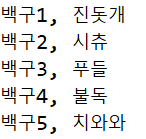 백구1, 진돗개
백구2, 시츄
백구3, 푸들
백구4, 불독
백구5, 치와와